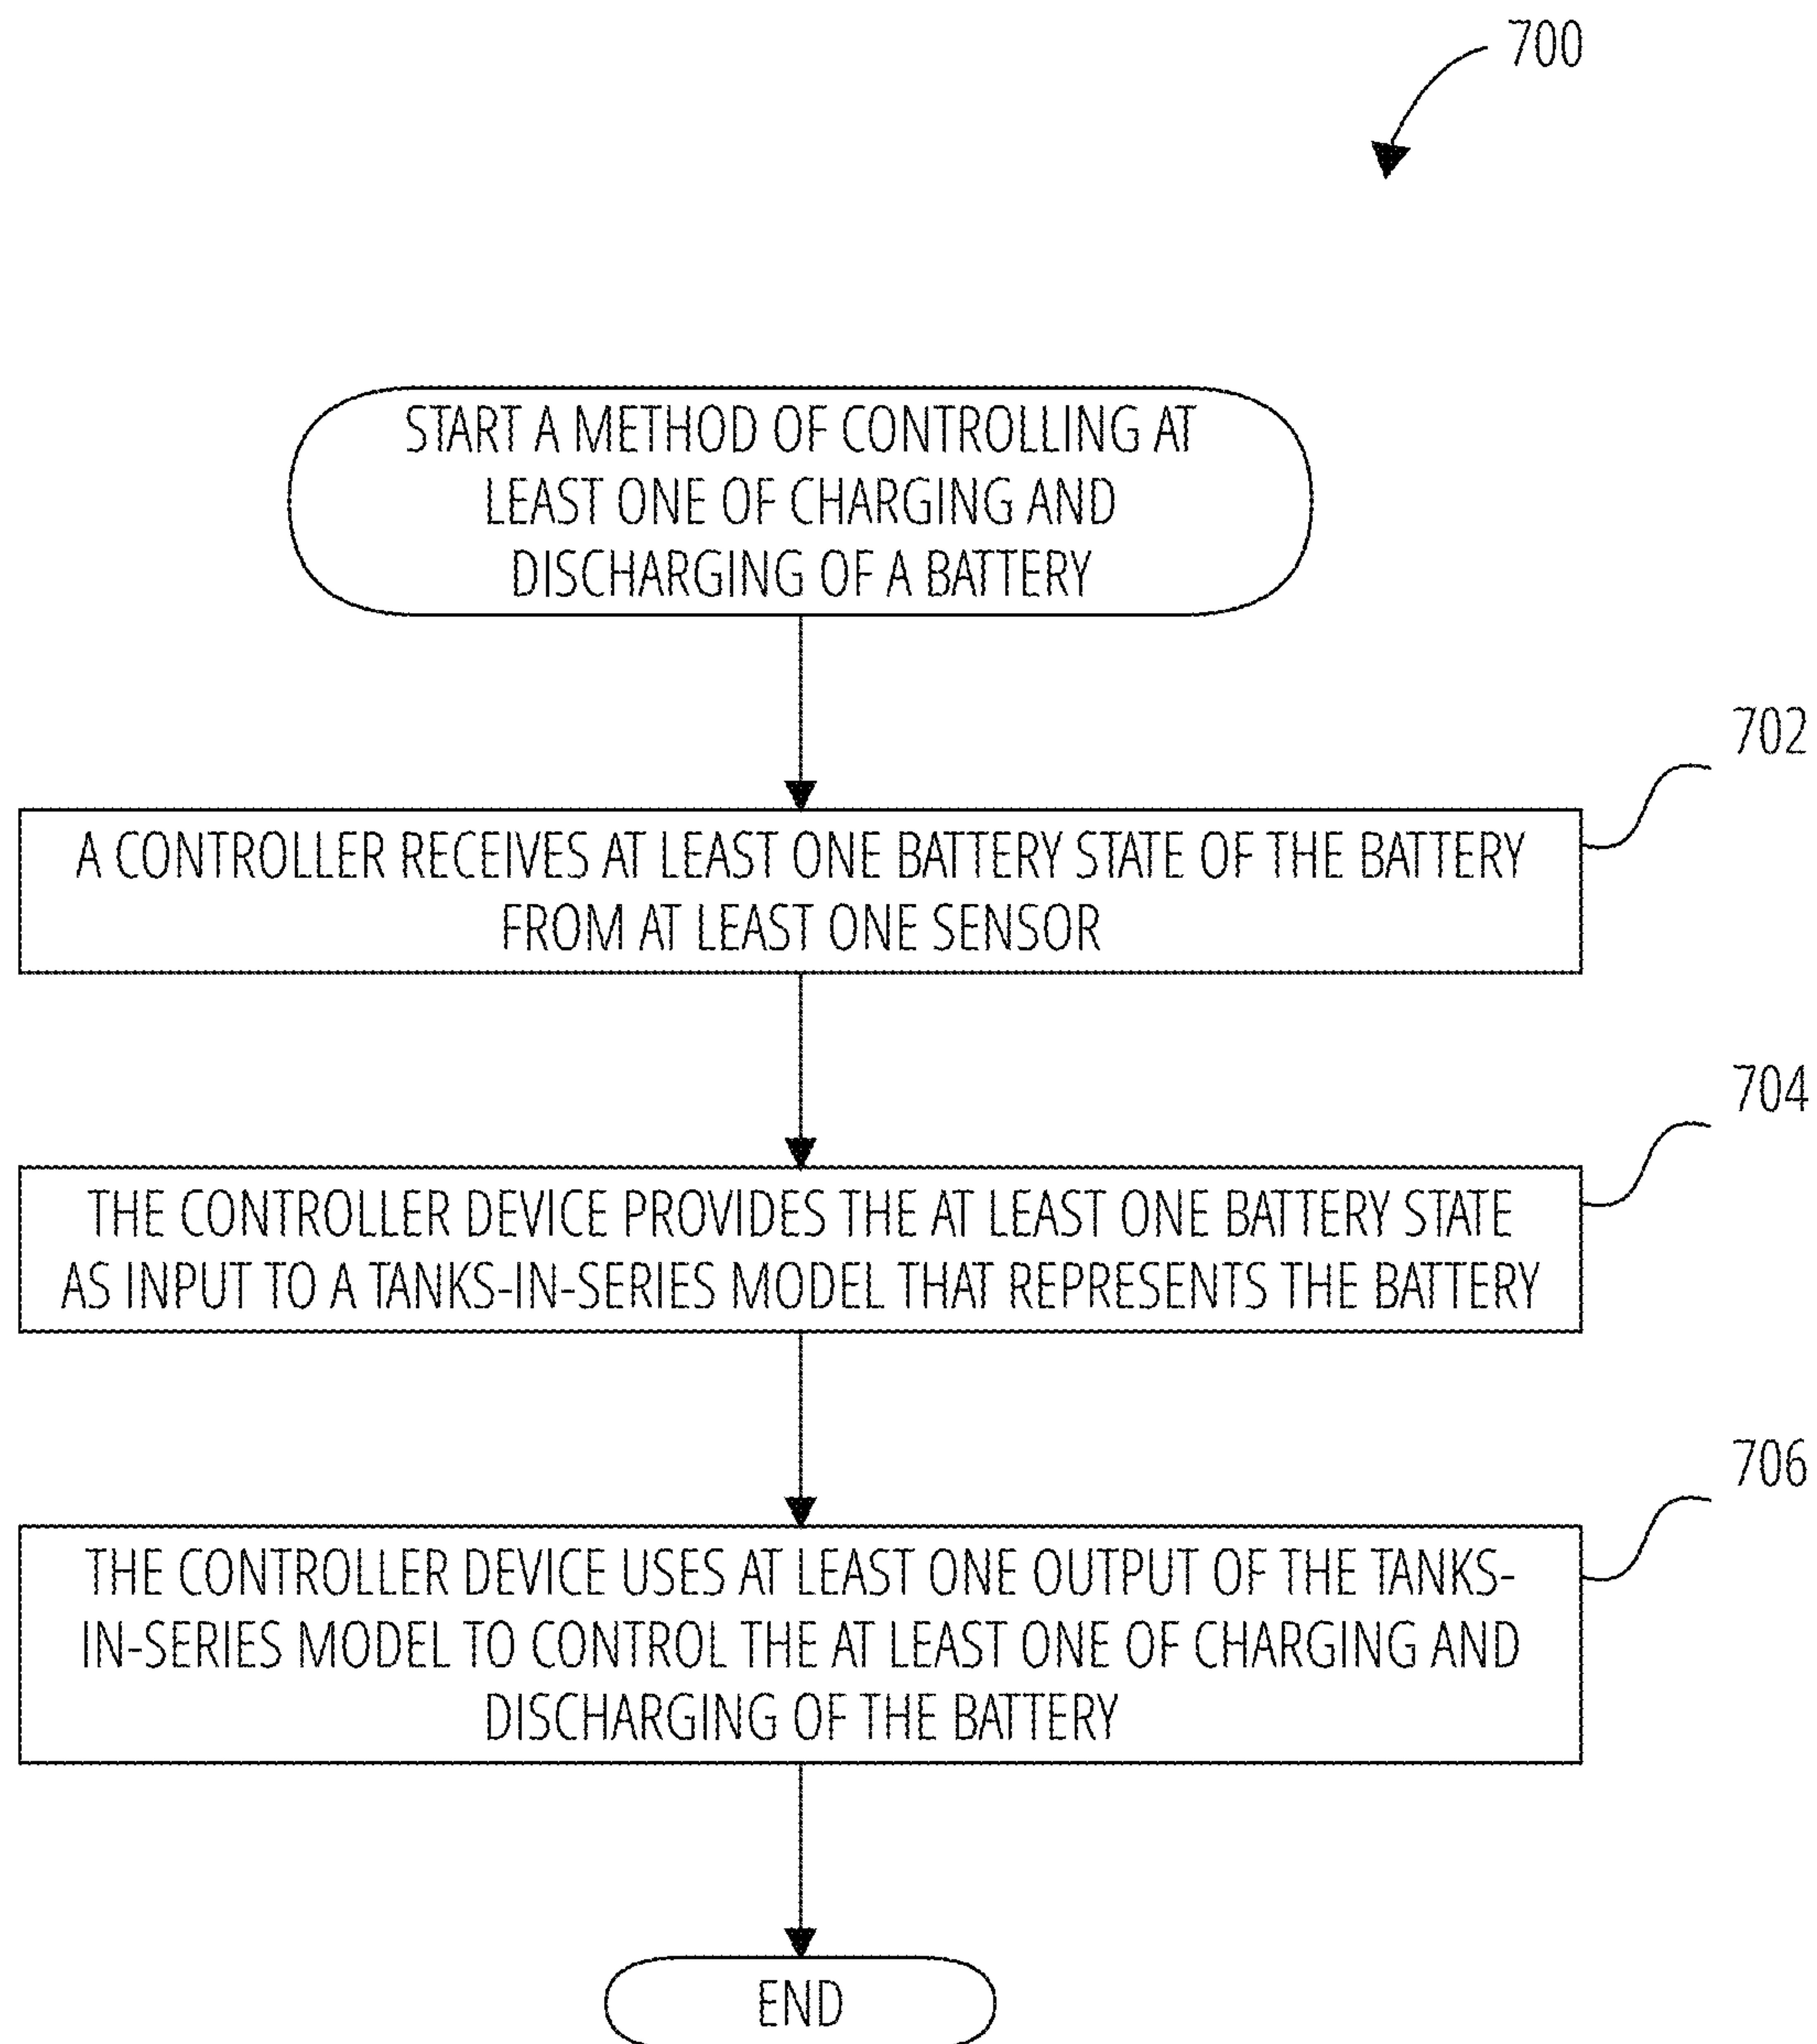 700
START A METHOD OF CONTROLLING AT
LEAST ONE OF CHARGING AND
DISCHARGING OF A BATTERY
702
A CONTROLLER RECEIVES AT LEAST ONE BATTERY STATE OF THE BATTERY
FROM AT LEAST ONE SENSOR
704
THE CONTROLLER DEVICE PROVIDES THE AT LEAST ONE BATTERY STATE
AS INPUT TO A TANKS-IN-SERIES MODEL THAT REPRESENTS THE BATTERY
706
THE CONTROLLER DEVICE USES AT LEAST ONE OUTPUT OF THE TANKS-
IN-SERIES MODEL TO CONTROL THE AT LEAST ONE OF CHARGING AND
DISCHARGING OF THE BATTERY
END